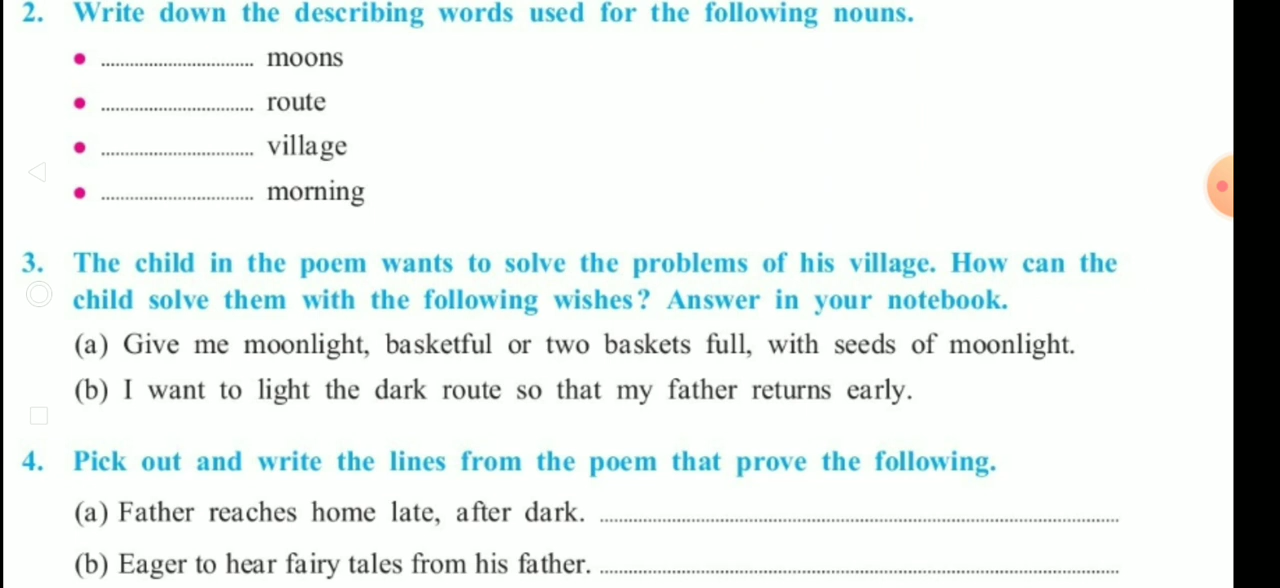 2. Write down the describing words used for the following nouns.
• .............................. moons
• .............................. route
• .............................. village
• .............................. morning
3. The child in the poem wants to solve the problems of his village. How can the
child solve them with the following wishes? Answer in your notebook.
(a) Give me moonlight, basketful or two baskets full, with seeds of moonlight.
(b) I want to light the dark route so that my father returns early.
4. Pick out and write the lines from the poem that prove the following.
(a) Father reaches home late, after dark. ..............................
(b) Eager to hear fairy tales from his father. ..............................